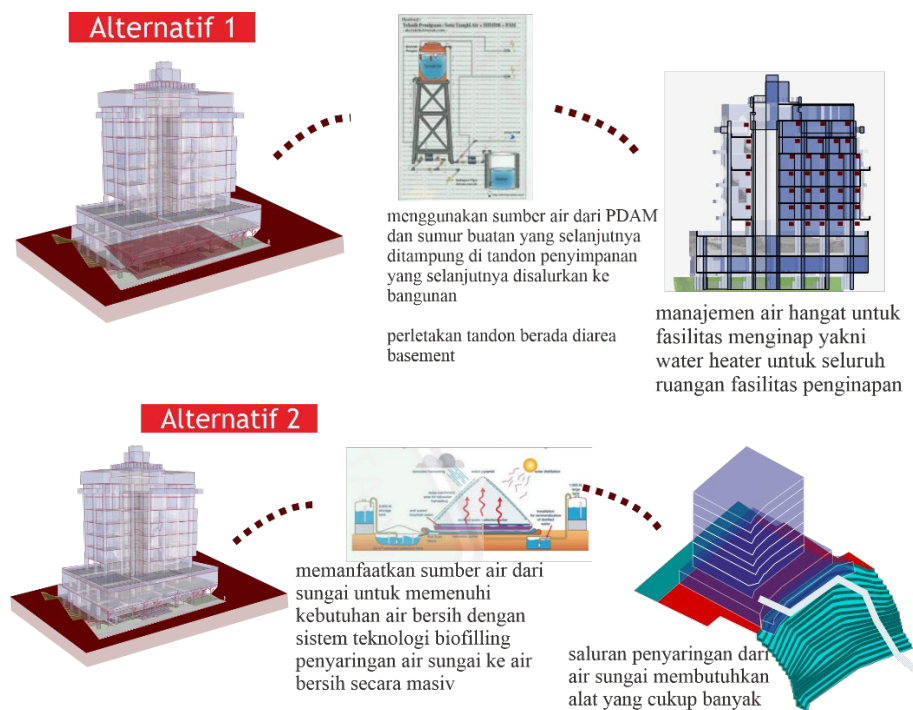 Alternatif 1
menggunakan sumber air dari PDAM
dan sumur buatan yang selanjutnya
ditampung di tandon penyimpanan
yang selanjutnya disalurkan ke
bangunan
perletakan tandon berada diarea
basement
manajemen air hangat untuk
fasilitas menginap yakni
water heater untuk seluruh
ruangan fasilitas penginapan
Alternatif 2
memanfaatkan sumber air dari
sungai untuk memenuhi
kebutuhan air bersih dengan
sistem teknologi biofilling
penyaringan air sungai ke air
bersih secara masiv
saluran penyaringan dari
air sungai membutuhkan
alat yang cukup banyak